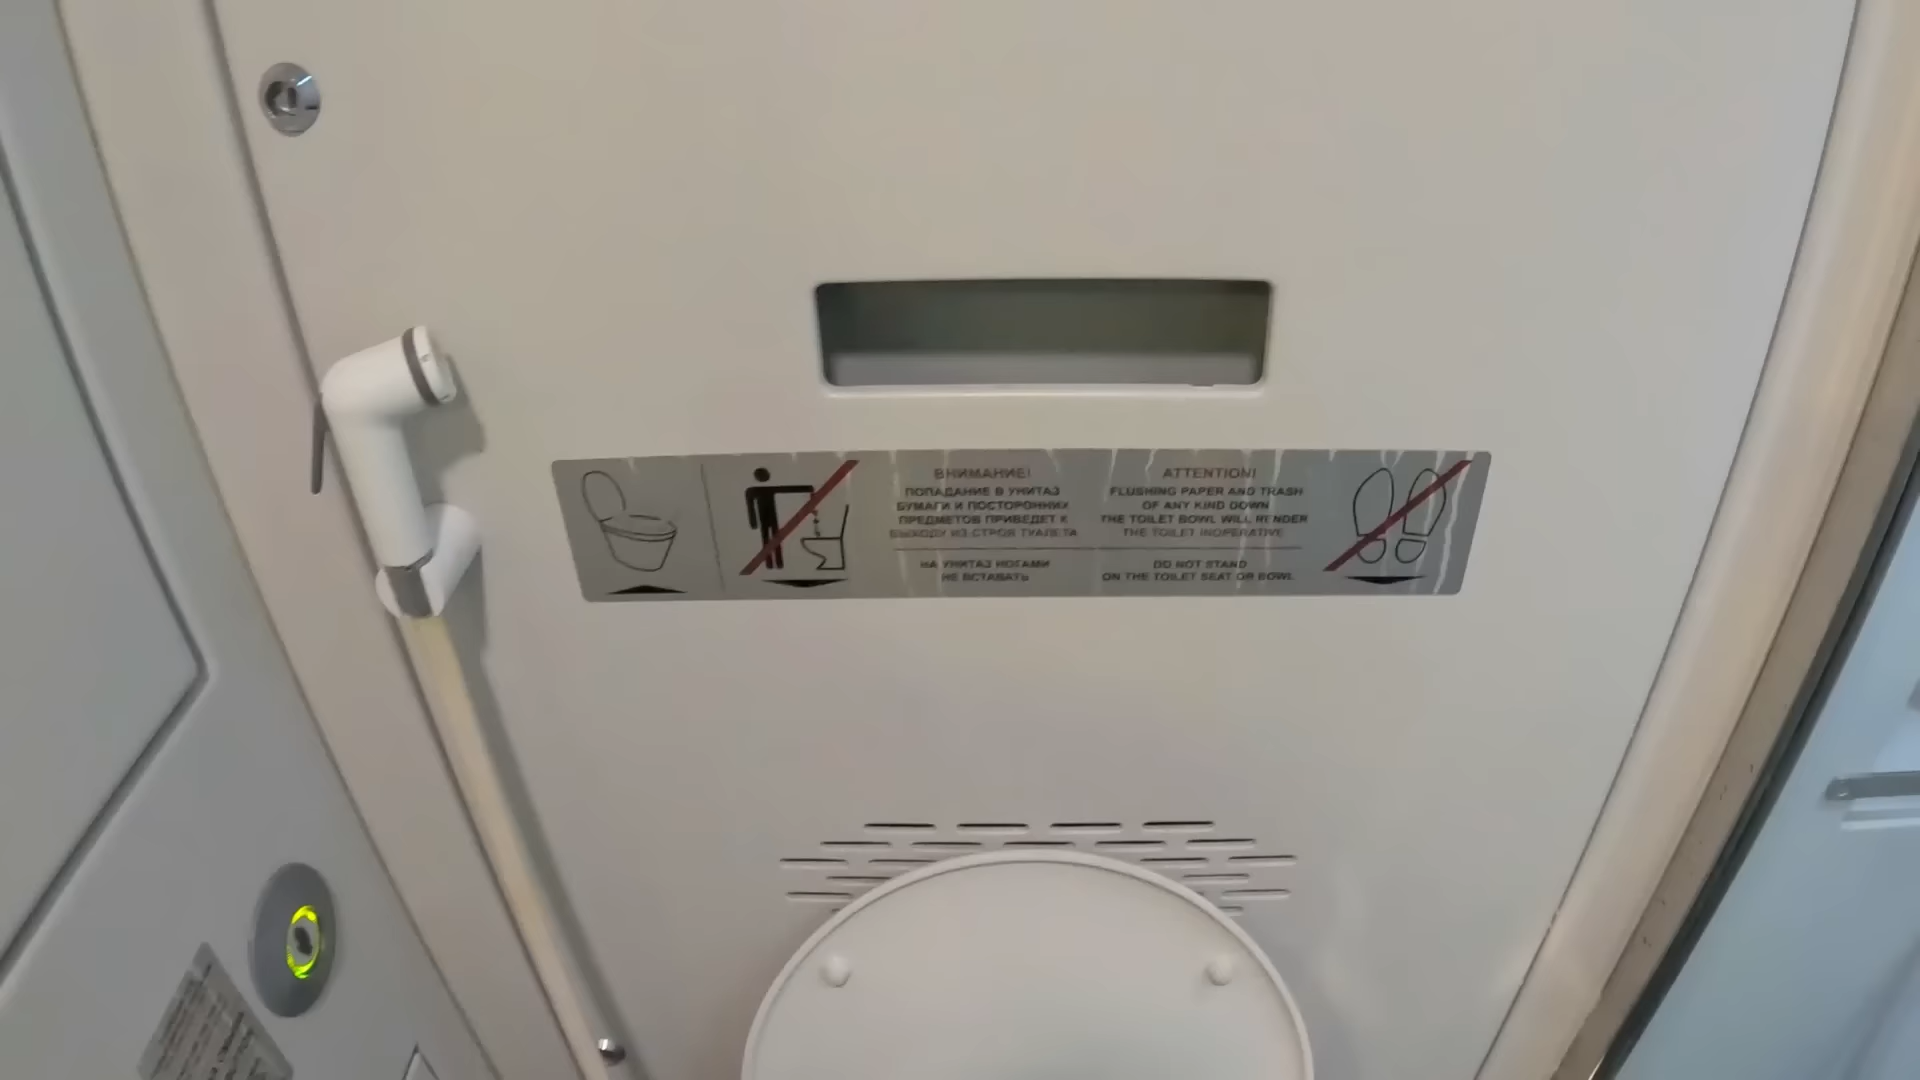 ВНИМАНИЕ!
ПОПАДАНИЕ В УНИТАЗ
БУМАГИ И ПОСТОРОННИХ
ПРЕДМЕТОВ ПРИВЕДЕТ К
ВЫХОДУ ИЗ СТРОЯ ТУАЛЕТА
НА УНИТАЗ НОГАМИ
НЕ ВСТАВАТЬ
ATTENTION!
FLUSHING PAPER AND TRASH
OF ANY KIND DOWN
THE TOILET BOWL WILL RENDER
THE TOILET INOPERATIVE
DO NOT STAND
ON THE TOILET SEAT OR BOWL